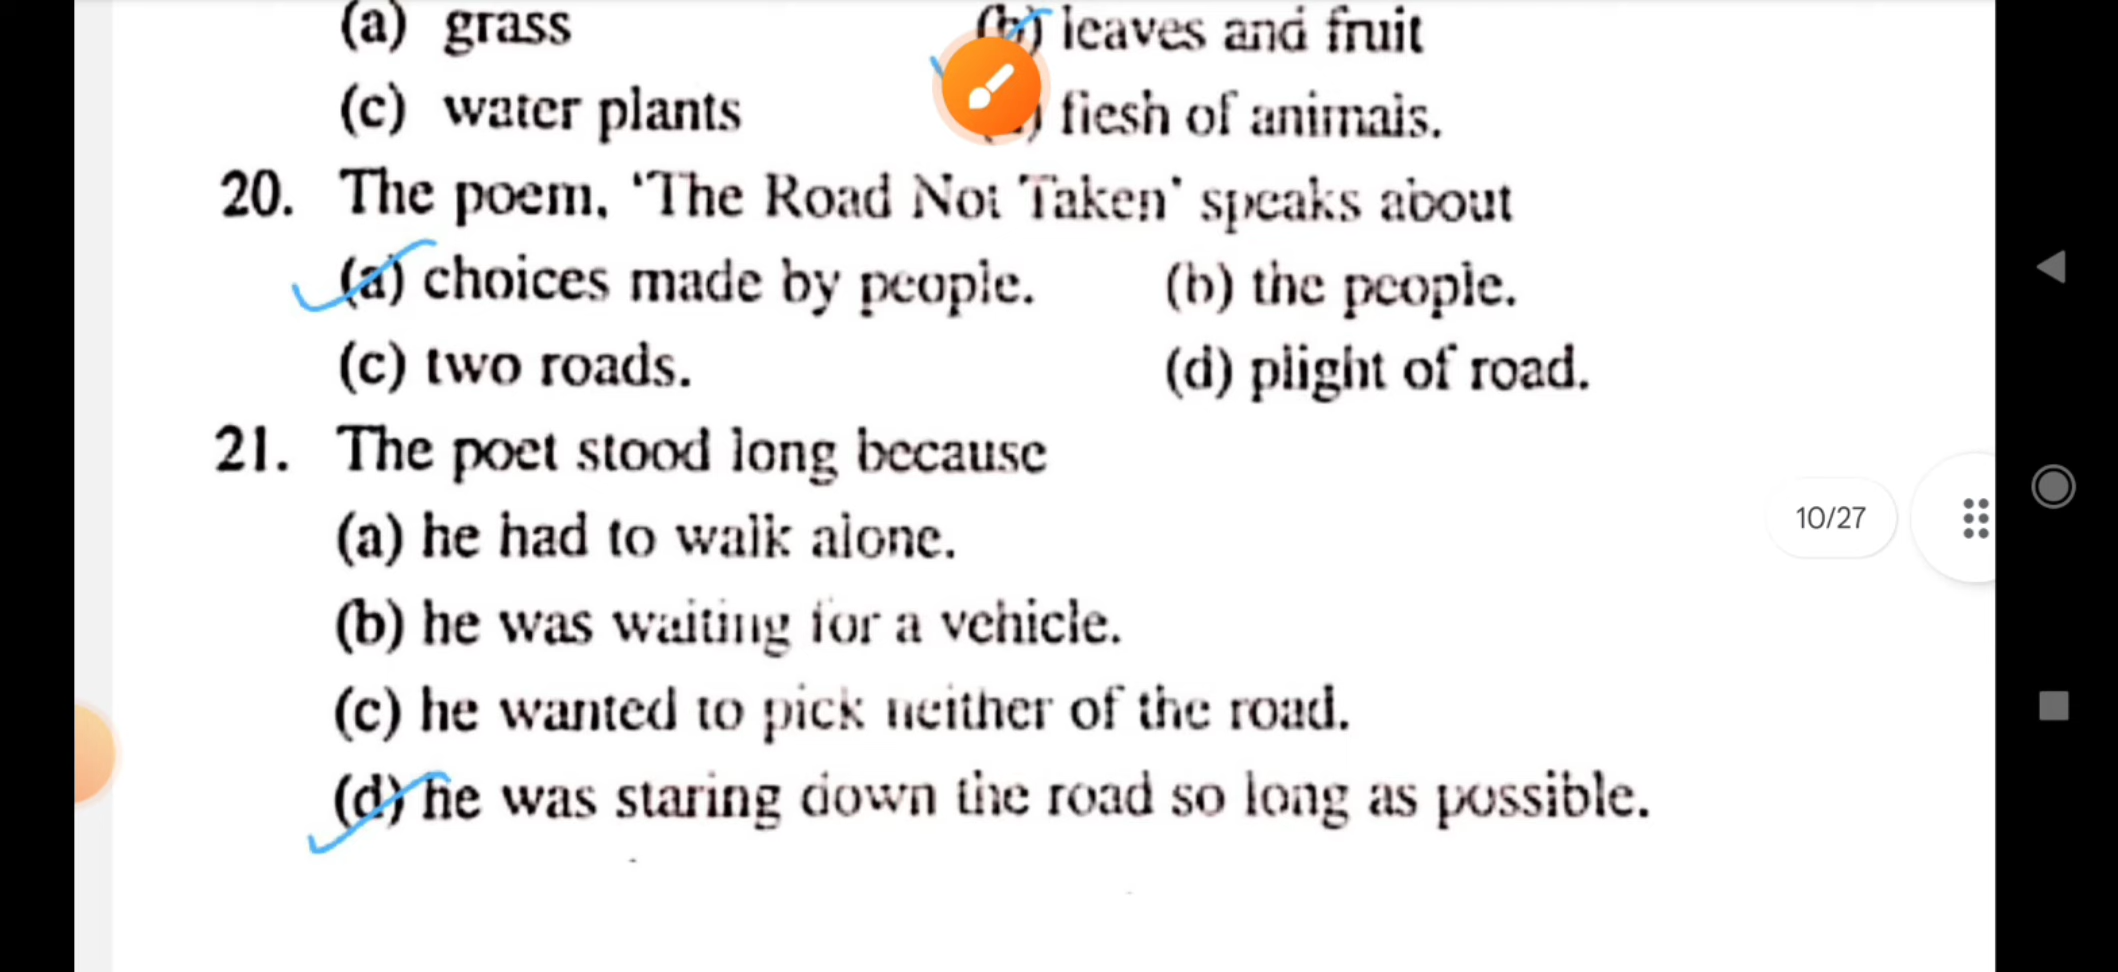 (a) grass (b) leaves and fruit
(c) water plants flesh of animals.
20. The poem, 'The Road Not Taken' speaks about
(a) choices made by people. (b) the people.
(c) two roads. (d) plight of road.
21. The poet stood long because
(a) he had to walk alone.
(b) he was waiting for a vehicle.
10/27
(c) he wanted to pick neither of the road.
(d) he was staring down the road so long as possible.